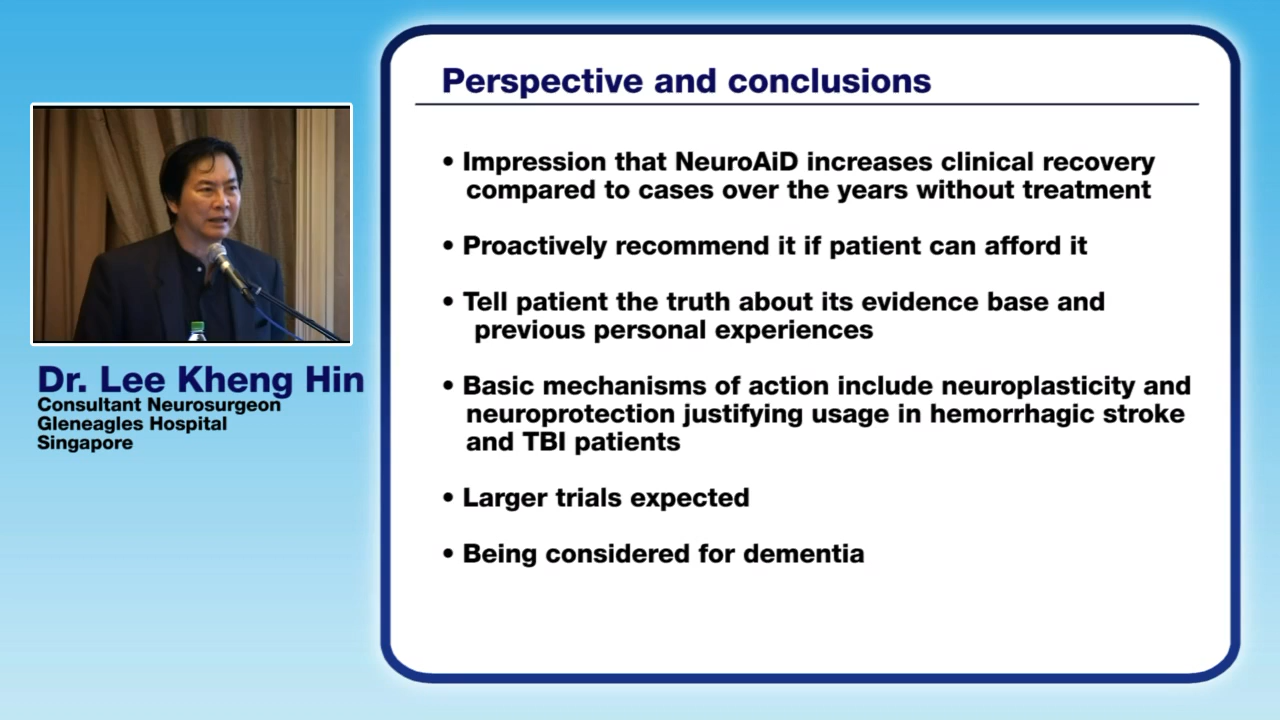 Perspective and conclusions
• Impression that NeuroAiD increases clinical recovery
compared to cases over the years without treatment
• Proactively recommend it if patient can afford it
• Tell patient the truth about its evidence base and
previous personal experiences
• Basic mechanisms of action include neuroplasticity and
neuroprotection justifying usage in hemorrhagic stroke
and TBI patients
• Larger trials expected
• Being considered for dementia
Dr. Lee Kheng Hin
Consultant Neurosurgeon
Gleneagles Hospital
Singapore